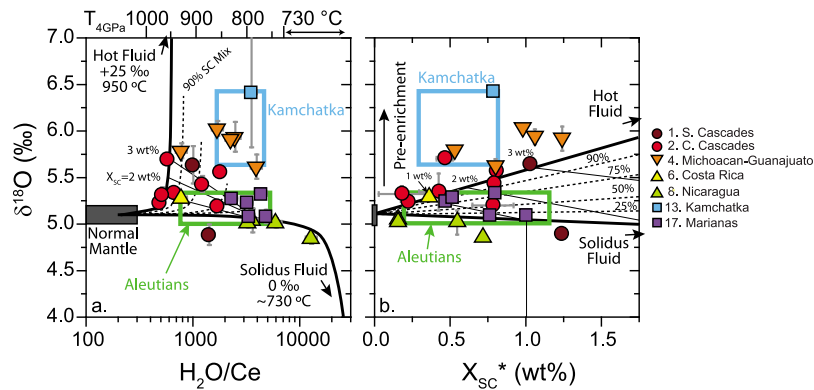 T4GPa 1000 900 800 730 °C
7.0
6.5
6.0
5.5
5.0
4.5
4.0
δ18O (‰)
Hot Fluid
+25 ‰
950 ºC
90% SC Mix
Kamchatka
3 wt%
XSC=2 wt%
Normal
Mantle
Aleutians
Solidus Fluid
0 ‰
~730 ºC
a.
100 1000 10000
H2O/Ce
Pre-enrichment
Kamchatka
Hot
Fluid
1 wt%
2 wt%
3 wt%
90%
75%
50%
25%
Aleutians
Solidus
Fluid
b.
0.0 0.5 1.0 1.5
XSC* (wt%)
1. S. Cascades
2. C. Cascades
4. Michoacan-Guanajuato
6. Costa Rica
8. Nicaragua
13. Kamchatka
17. Marianas